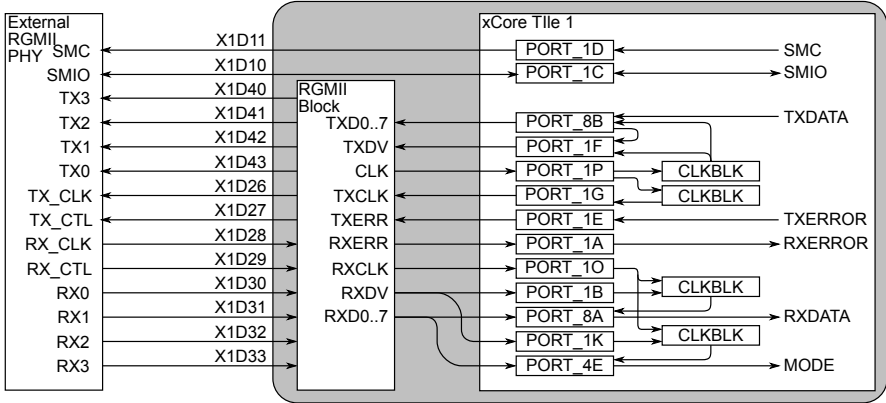 External
RGMII
PHY
SMC
SMIO
TX3
TX2
TX1
TX0
TX_CLK
TX_CTL
RX_CLK
RX_CTL
RX0
RX1
RX2
RX3
X1D11
X1D10
X1D40
X1D41
X1D42
X1D43
X1D26
X1D27
X1D28
X1D29
X1D30
X1D31
X1D32
X1D33
RGMII
Block
TXD0..7
TXDV
CLK
TXCLK
TXERR
RXERR
RXCLK
RXDV
RXD0..7
xCore TIle 1
PORT_1D
PORT_1C
PORT_8B
PORT_1F
PORT_1P
PORT_1G
PORT_1E
PORT_1A
PORT_1O
PORT_1B
PORT_8A
PORT_1K
PORT_4E
CLKBLK
CLKBLK
CLKBLK
CLKBLK
SMC
SMIO
TXDATA
TXERROR
RXERROR
RXDATA
MODE